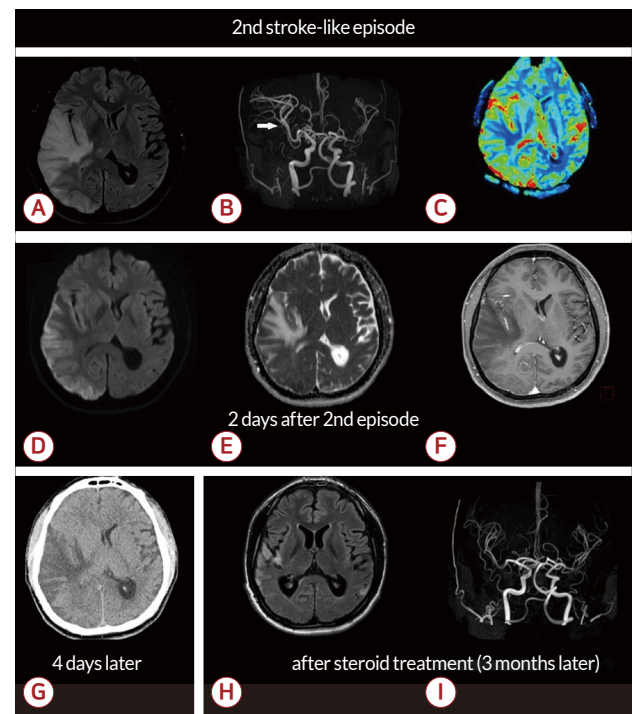 2nd stroke-like episode
A
B
C
D
E
F
2 days after 2nd episode
4 days later
after steroid treatment (3 months later)
G
H
I